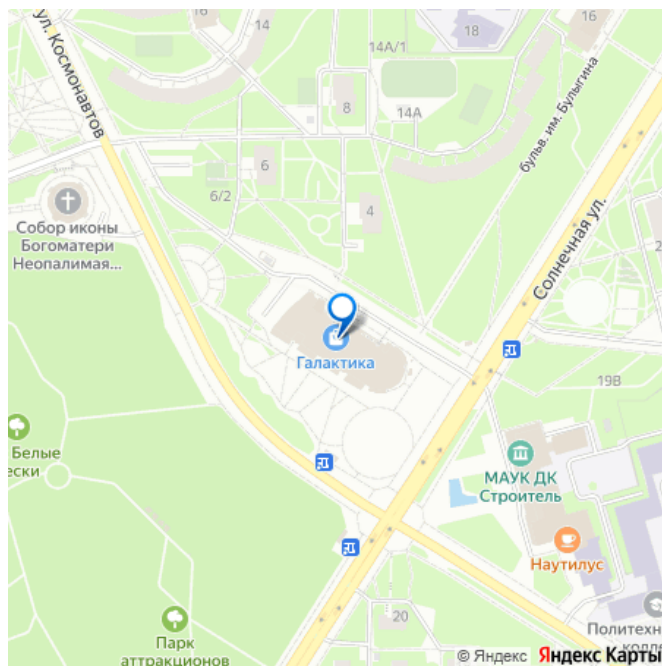 16
14
18
16
14А/1
ул. Космонавтов
8
14А
бульв. им. Булыгина
6
6/2
4
Собор иконы
Богоматери
Неопалимая...
Солнечная ул.
2
Галактика
19В
Белые
ески
МАУК ДК
Строитель
Наутилус
20
Политехн
колл
Парк
аттракционов
© Яндекс Яндекс Карты